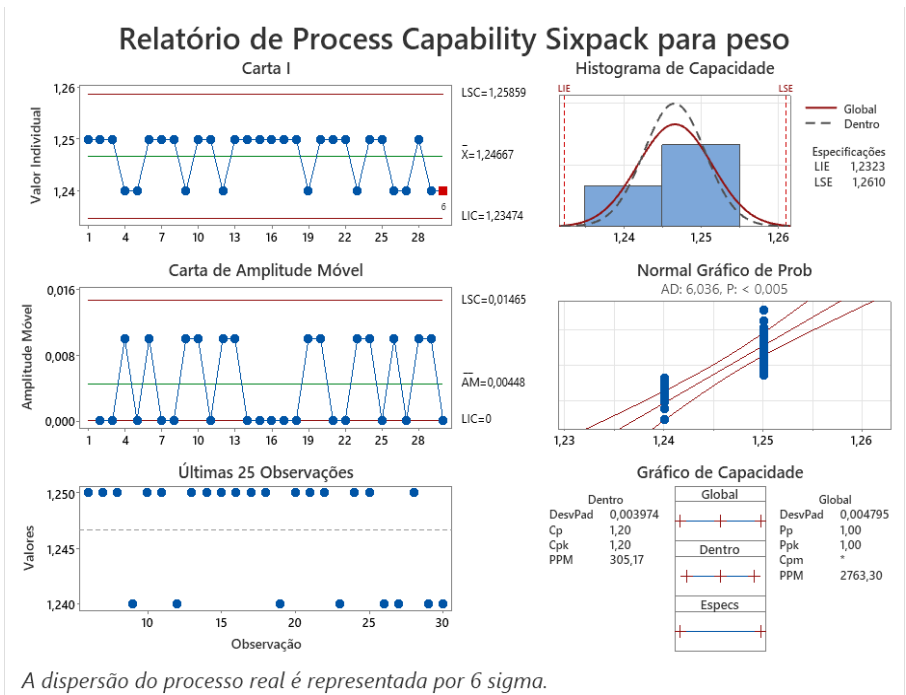 Relatório de Process Capability Sixpack para peso
Carta I
Valor Individual
1,26
1,25
1,24
1 4 7 10 13 16 19 22 25 28
LSC=1,25859
X̄=1,24667
LIC=1,23474
6
Histograma de Capacidade
LIE LSE
1,24 1,25 1,26
Global
Dentro
Especificações
LIE 1,2323
LSE 1,2610
Carta de Amplitude Móvel
Amplitude Móvel
0,016
0,008
0,000
1 4 7 10 13 16 19 22 25 28
LSC=0,01465
A̅M̅=0,00448
LIC=0
Normal Gráfico de Prob
AD: 6,036, P: < 0,005
1,23 1,24 1,25 1,26
Últimas 25 Observações
Valores
1,250
1,245
1,240
10 15 20 25 30
Observação
Gráfico de Capacidade
Dentro
DesvPad 0,003974
Cp 1,20
Cpk 1,20
PPM 305,17
Global
Dentro
Especs
Global
DesvPad 0,004795
Pp 1,00
Ppk 1,00
Cpm *
PPM 2763,30
A dispersão do processo real é representada por 6 sigma.